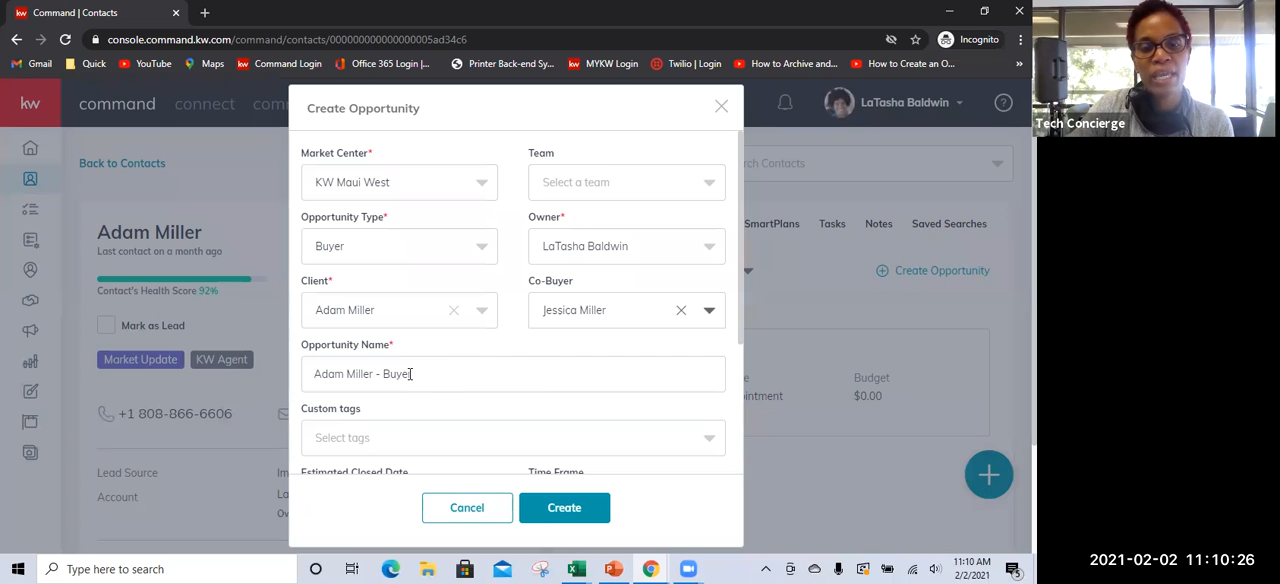 kw Command | Contacts
console.command.kw.com/command/contacts/000000000000000005ad34c6
Incognito
Gmail Quick YouTube Maps Command Login Office 365 Login |... Printer Back-end Sy... MYKW Login Twilio | Login How to Archive and... How to Create an O... »
kw command connect
LaTasha Baldwin
Back to Contacts
Adam Miller
Last contact on a month ago
Contact's Health Score 92%
Mark as Lead
Market Update KW Agent
+1 808-866-6606
Lead Source
Account
Create Opportunity
Market Center* Team
KW Maui West Select a team
Opportunity Type* Owner*
Buyer LaTasha Baldwin
Client* Co-Buyer
Adam Miller Jessica Miller
Opportunity Name*
Adam Miller - Buyer
Custom tags
Select tags
Estimated Closed Date Time Frame
Cancel Create
Contacts
SmartPlans Tasks Notes Saved Searches
Create Opportunity
Budget
$0.00
Tech Concierge
Type here to search
11:10 AM
2/2/2021
2021-02-02 11:10:26